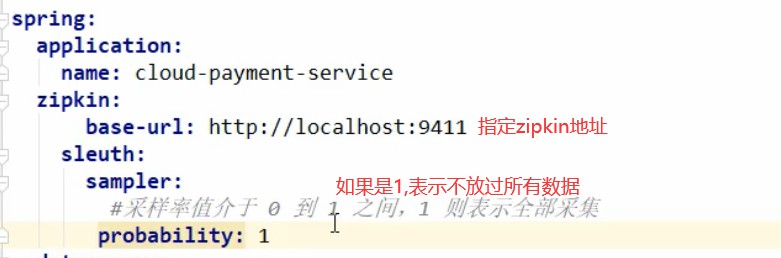 spring:
application:
name: cloud-payment-service
zipkin:
base-url: http://localhost:9411 指定zipkin地址
sleuth:
sampler:
如果是1,表示不放过所有数据
#采样率值介于 0 到 1 之间，1 则表示全部采集
probability: 1